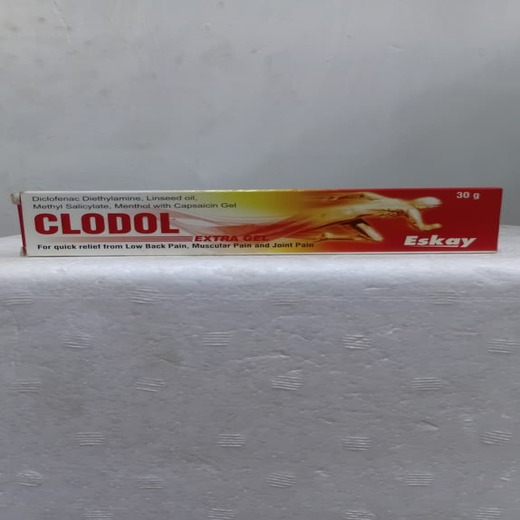 Diclofenac Diethylamine, Linseed oil,
Methyl Salicylate, Menthol with Capsaicin Gel
30 g
CLODOL
EXTRA GEL
Eskay
For quick relief from Low Back Pain, Muscular Pain and Joint Pain